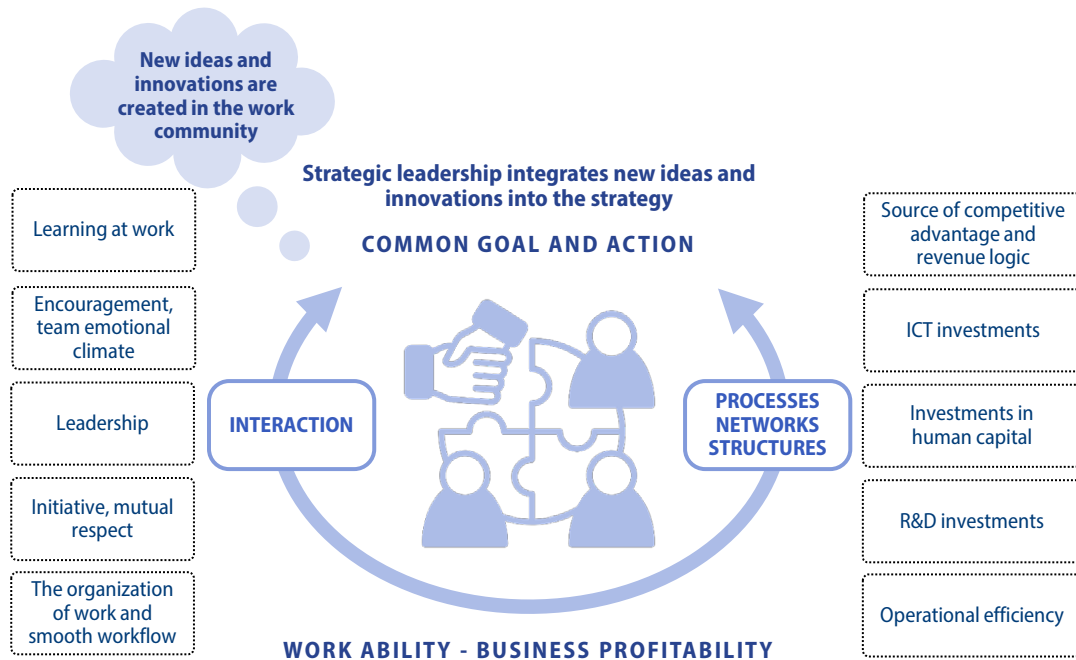 New ideas and
innovations are
created in the work
community
Strategic leadership integrates new ideas and
innovations into the strategy
COMMON GOAL AND ACTION
Learning at work
Encouragement,
team emotional
climate
Leadership
Initiative, mutual
respect
The organization
of work and
smooth workflow
INTERACTION
PROCESSES
NETWORKS
STRUCTURES
Source of competitive
advantage and
revenue logic
ICT investments
Investments in
human capital
R&D investments
Operational efficiency
WORK ABILITY - BUSINESS PROFITABILITY